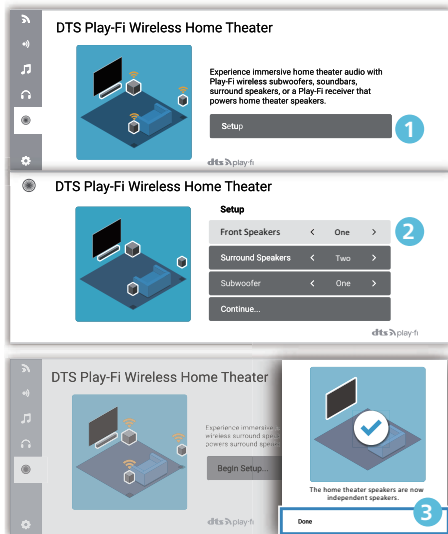 DTS Play-Fi Wireless Home Theater
Experience immersive home theater audio with
Play-Fi wireless subwoofers, soundbars,
surround speakers, or a Play-Fi receiver that
powers home theater speakers.
Setup
1
dts play-fi
DTS Play-Fi Wireless Home Theater
Setup
Front Speakers < One >
2
Surround Speakers < Two >
Subwoofer < One >
Continue...
dts play-fi
DTS Play-Fi Wireless Home Theater
Experience immersive
wireless surround spe
powers surround spea
Begin Setup...
dts play-fi
The home theater speakers are now
independent speakers.
Done
3